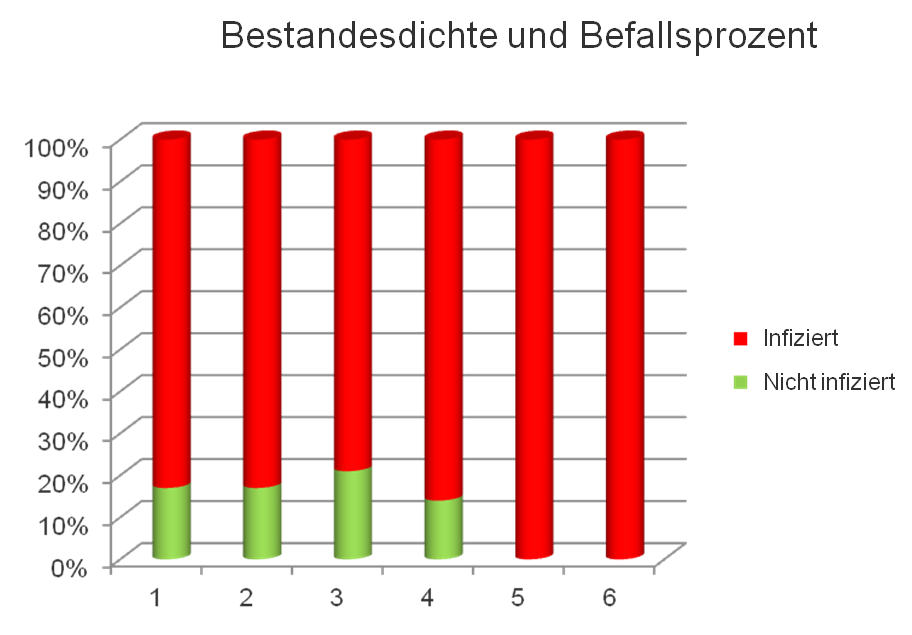 Bestandesdichte und Befallsprozent
100%
90%
80%
70%
60%
50%
40%
30%
20%
10%
0%
1 2 3 4 5 6
Infiziert
Nicht infiziert